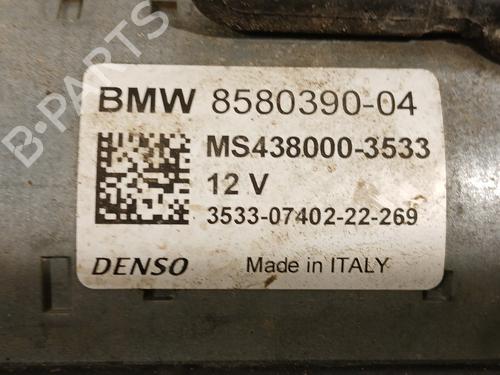 B-PARTS
BMW 8580390-04
MS438000-3533
12 V
3533-07402-22-269
DENSO Made in ITALY